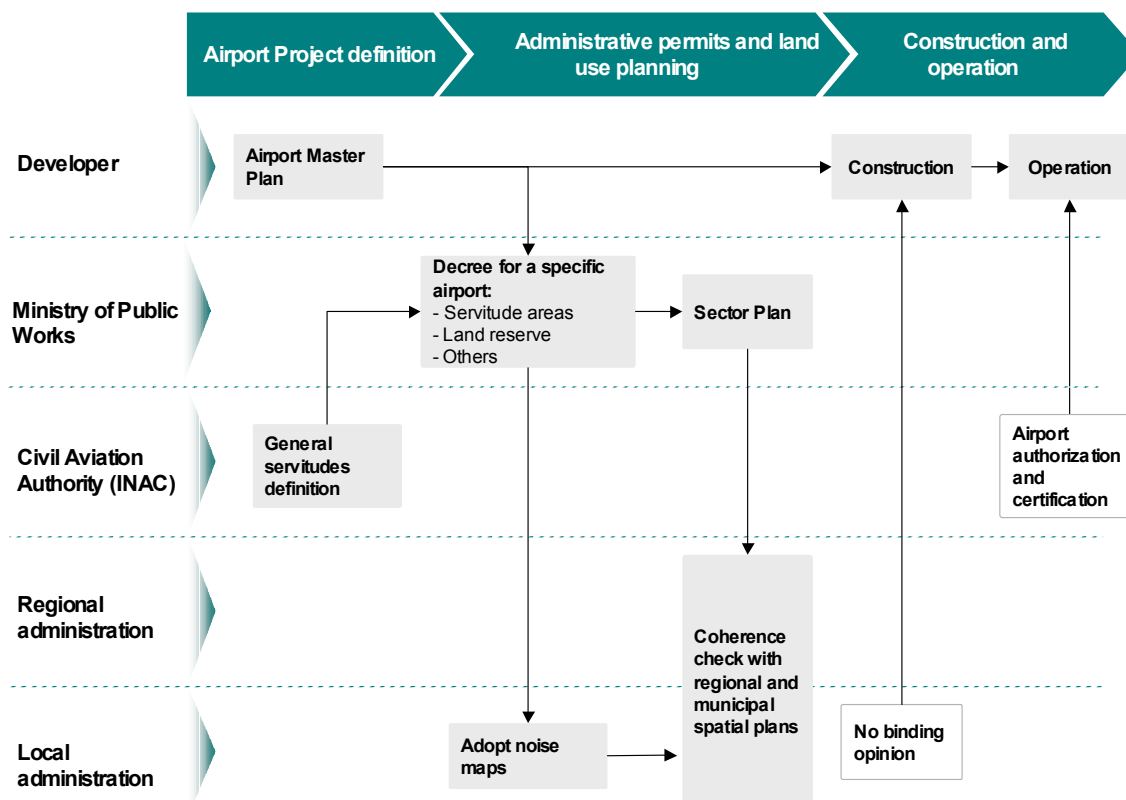 Airport Project definition
Administrative permits and land
use planning
Construction and
operation
Developer
Airport Master
Plan
Construction
Operation
Ministry of Public
Works
Decree for a specific
airport:
- Servitude areas
- Land reserve
- Others
Sector Plan
Civil Aviation
Authority (INAC)
General
servitudes
definition
Airport
authorization
and
certification
Regional
administration
Coherence
check with
regional and
municipal
spatial plans
Local
administration
Adopt noise
maps
No binding
opinion